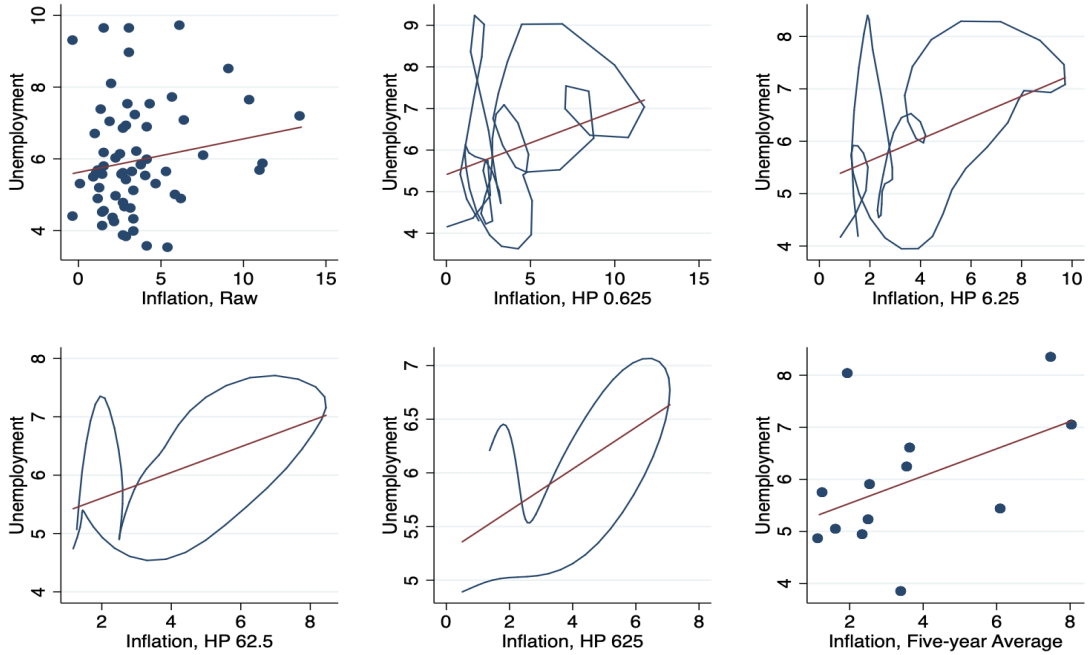 Unemployment
10
8
6
4
0 5 10 15
Inflation, Raw
Unemployment
9
8
7
6
5
4
0 5 10 15
Inflation, HP 0.625
Unemployment
8
7
6
5
4
0 2 4 6 8 10
Inflation, HP 6.25
Unemployment
8
7
6
5
4
2 4 6 8
Inflation, HP 62.5
Unemployment
7
6.5
6
5.5
5
0 2 4 6 8
Inflation, HP 625
Unemployment
8
7
6
5
4
2 4 6 8
Inflation, Five-year Average